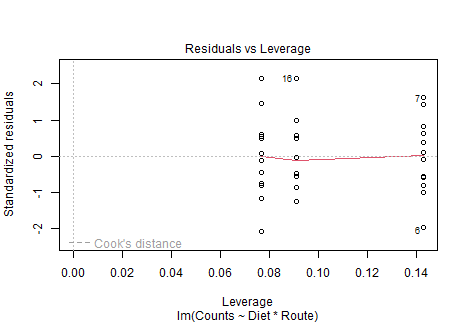 Residuals vs Leverage
Standardized residuals
2
1
0
-1
-2
16
7
6
Cook's distance
0.00 0.02 0.04 0.06 0.08 0.10 0.12 0.14
Leverage
lm(Counts ~ Diet * Route)